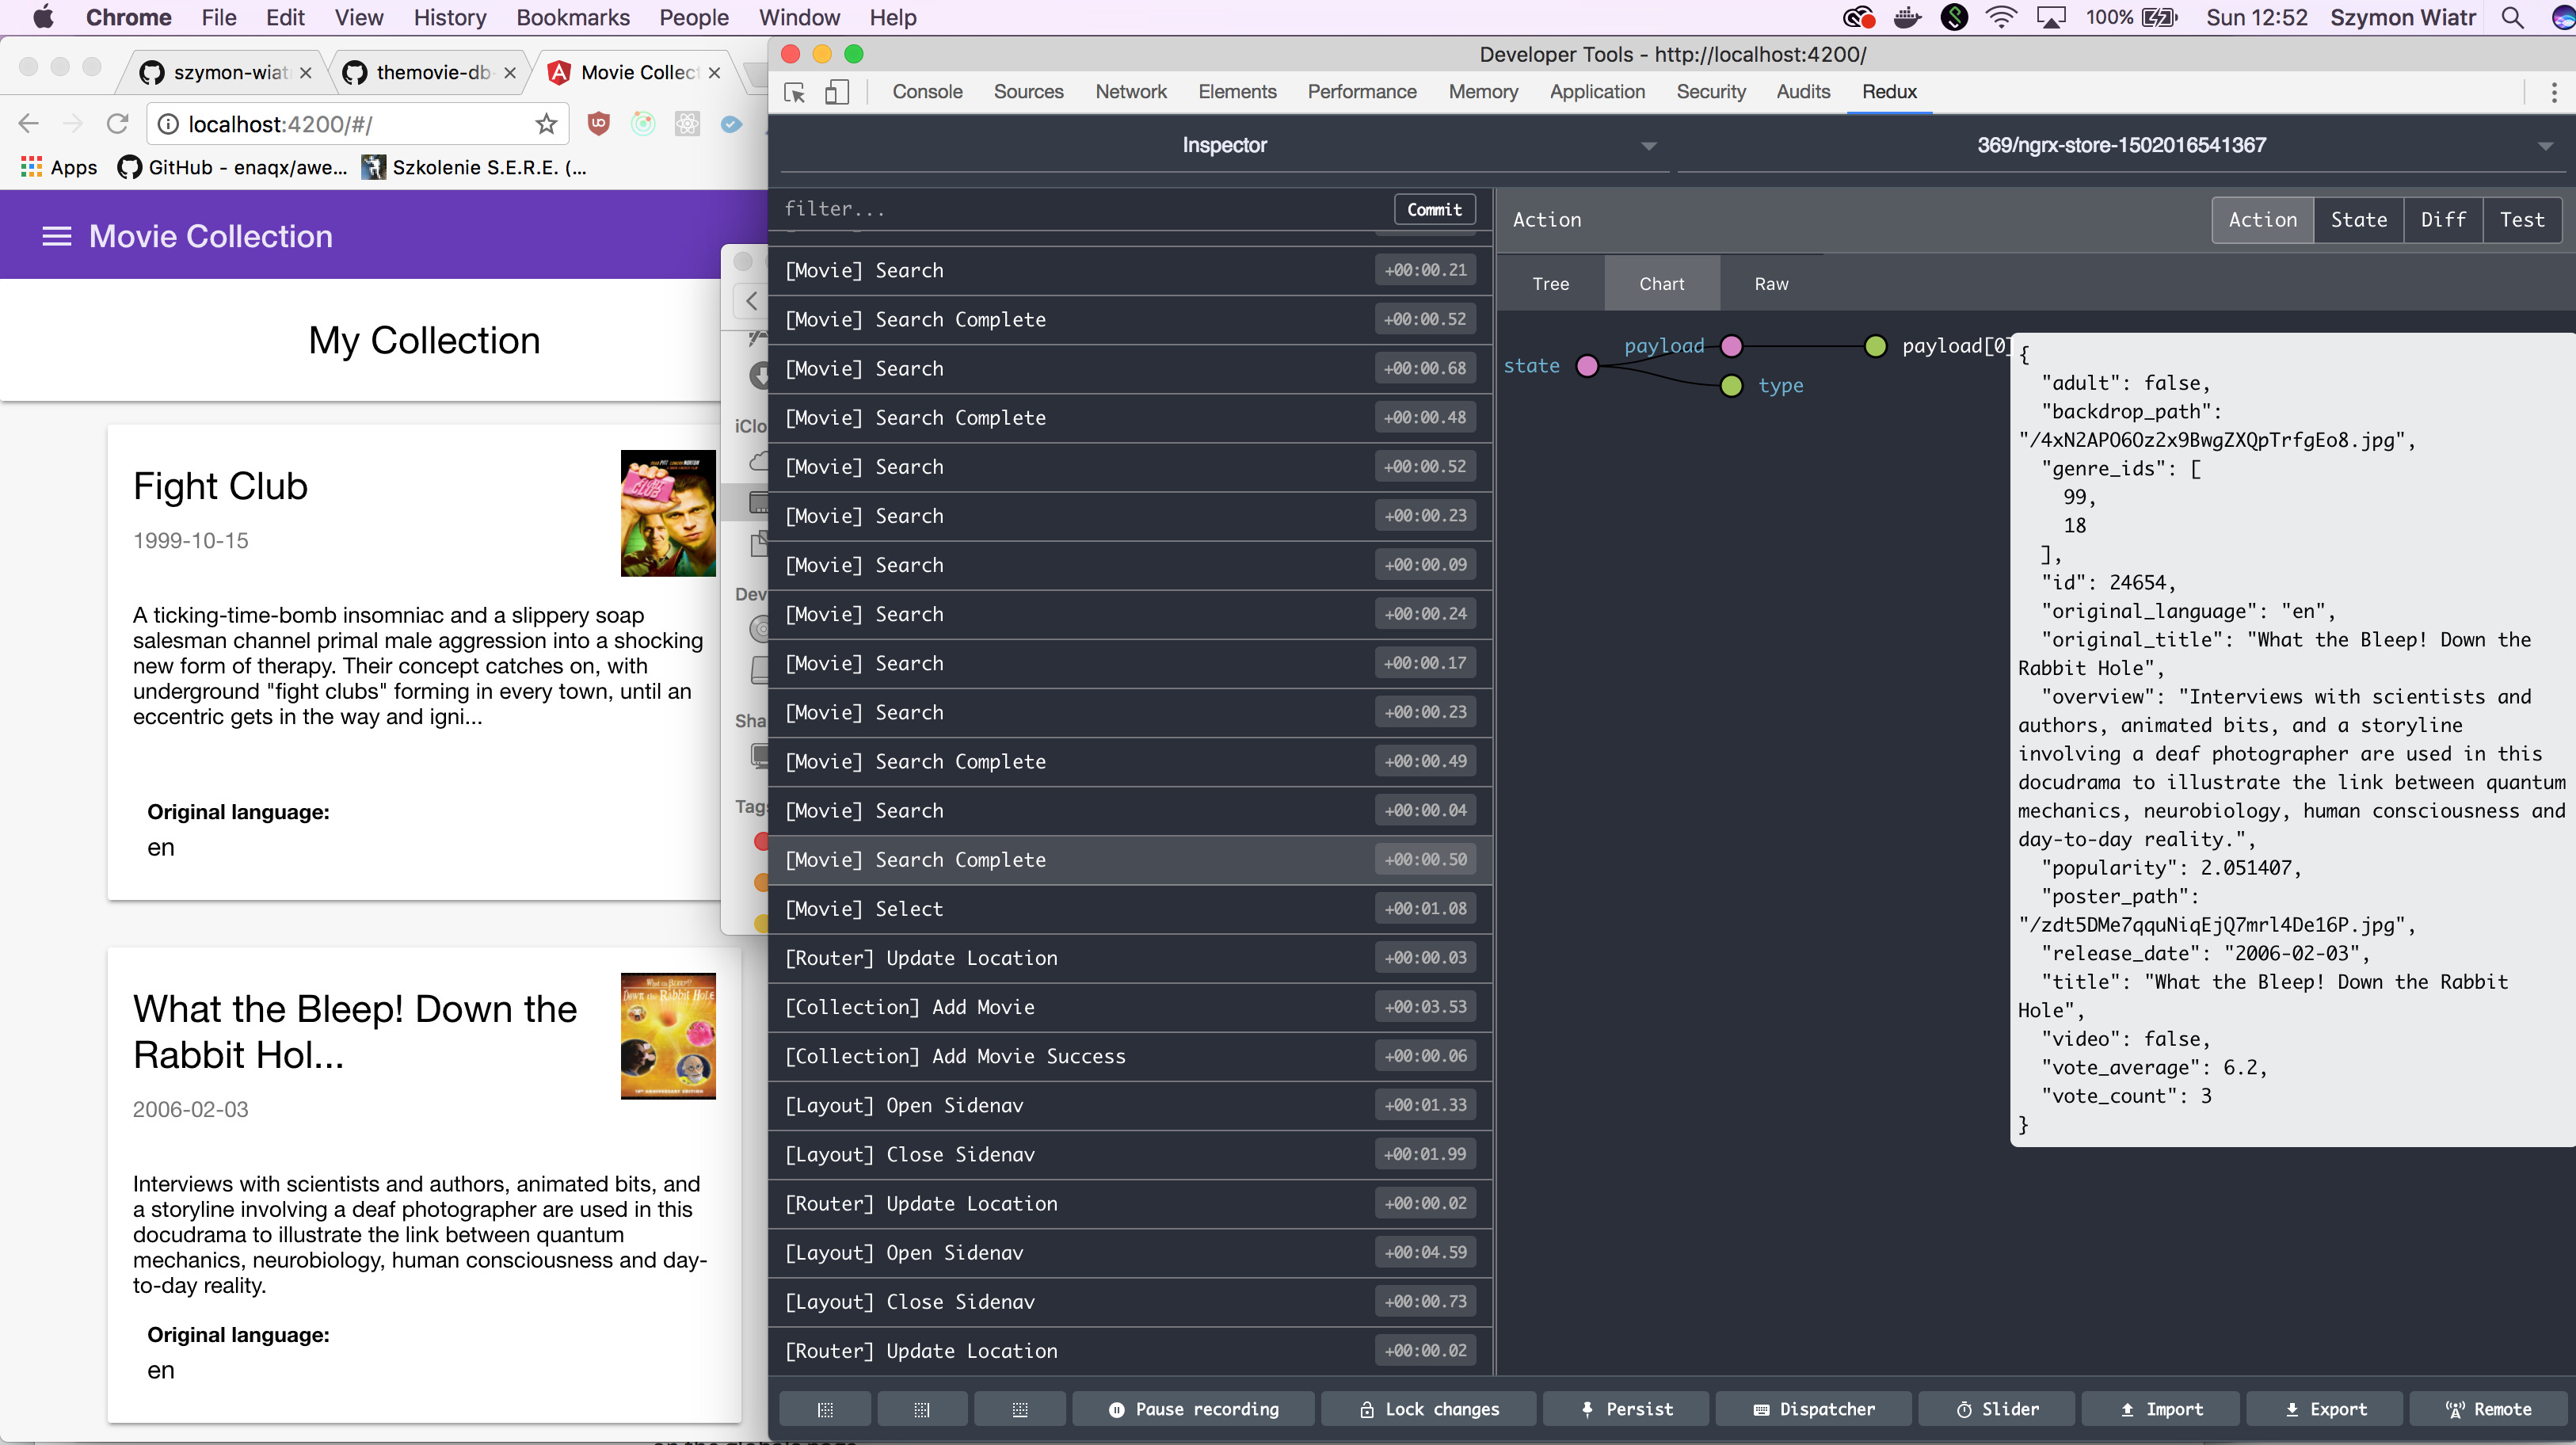 Chrome File Edit View History Bookmarks People Window Help 100% Sun 12:52 Szymon Wiatr
szymon-wiat
themovie-db
Movie Collec
localhost:4200/#/
Apps GitHub - enaqx/awe... Szkolenie S.E.R.E. (...
Movie Collection
My Collection
Fight Club
1999-10-15
A ticking-time-bomb insomniac and a slippery soap
salesman channel primal male aggression into a shocking
new form of therapy. Their concept catches on, with
underground "fight clubs" forming in every town, until an
eccentric gets in the way and igni...
Original language:
en
What the Bleep! Down the
Rabbit Hol...
2006-02-03
Interviews with scientists and authors, animated bits, and
a storyline involving a deaf photographer are used in this
docudrama to illustrate the link between quantum
mechanics, neurobiology, human consciousness and day-
to-day reality.
Original language:
en
iClo
Dev
Sha
Tags
Developer Tools - http://localhost:4200/
Console Sources Network Elements Performance Memory Application Security Audits Redux
Inspector
369/ngrx-store-1502016541367
filter... Commit
[Movie] Search +00:00.21
[Movie] Search Complete +00:00.52
[Movie] Search +00:00.68
[Movie] Search Complete +00:00.48
[Movie] Search +00:00.52
[Movie] Search +00:00.23
[Movie] Search +00:00.09
[Movie] Search +00:00.24
[Movie] Search +00:00.17
[Movie] Search +00:00.23
[Movie] Search Complete +00:00.49
[Movie] Search +00:00.04
[Movie] Search Complete +00:00.50
[Movie] Select +00:01.08
[Router] Update Location +00:00.03
[Collection] Add Movie +00:03.53
[Collection] Add Movie Success +00:00.06
[Layout] Open Sidenav +00:01.33
[Layout] Close Sidenav +00:01.99
[Router] Update Location +00:00.02
[Layout] Open Sidenav +00:04.59
[Layout] Close Sidenav +00:00.73
[Router] Update Location +00:00.02
Action
Action State Diff Test
Tree Chart Raw
state
payload
type
payload[0]
{
"adult": false,
"backdrop_path":
"/4xN2APO6Oz2x9BwgZXQpTrfgEo8.jpg",
"genre_ids": [
99,
18
],
"id": 24654,
"original_language": "en",
"original_title": "What the Bleep! Down the
Rabbit Hole",
"overview": "Interviews with scientists and
authors, animated bits, and a storyline
involving a deaf photographer are used in this
docudrama to illustrate the link between quantum
mechanics, neurobiology, human consciousness and
day-to-day reality.",
"popularity": 2.051407,
"poster_path":
"/zdt5DMe7qquNiqEjQ7mrl4De16P.jpg",
"release_date": "2006-02-03",
"title": "What the Bleep! Down the Rabbit
Hole",
"video": false,
"vote_average": 6.2,
"vote_count": 3
}
Pause recording Lock changes Persist Dispatcher Slider Import Export Remote